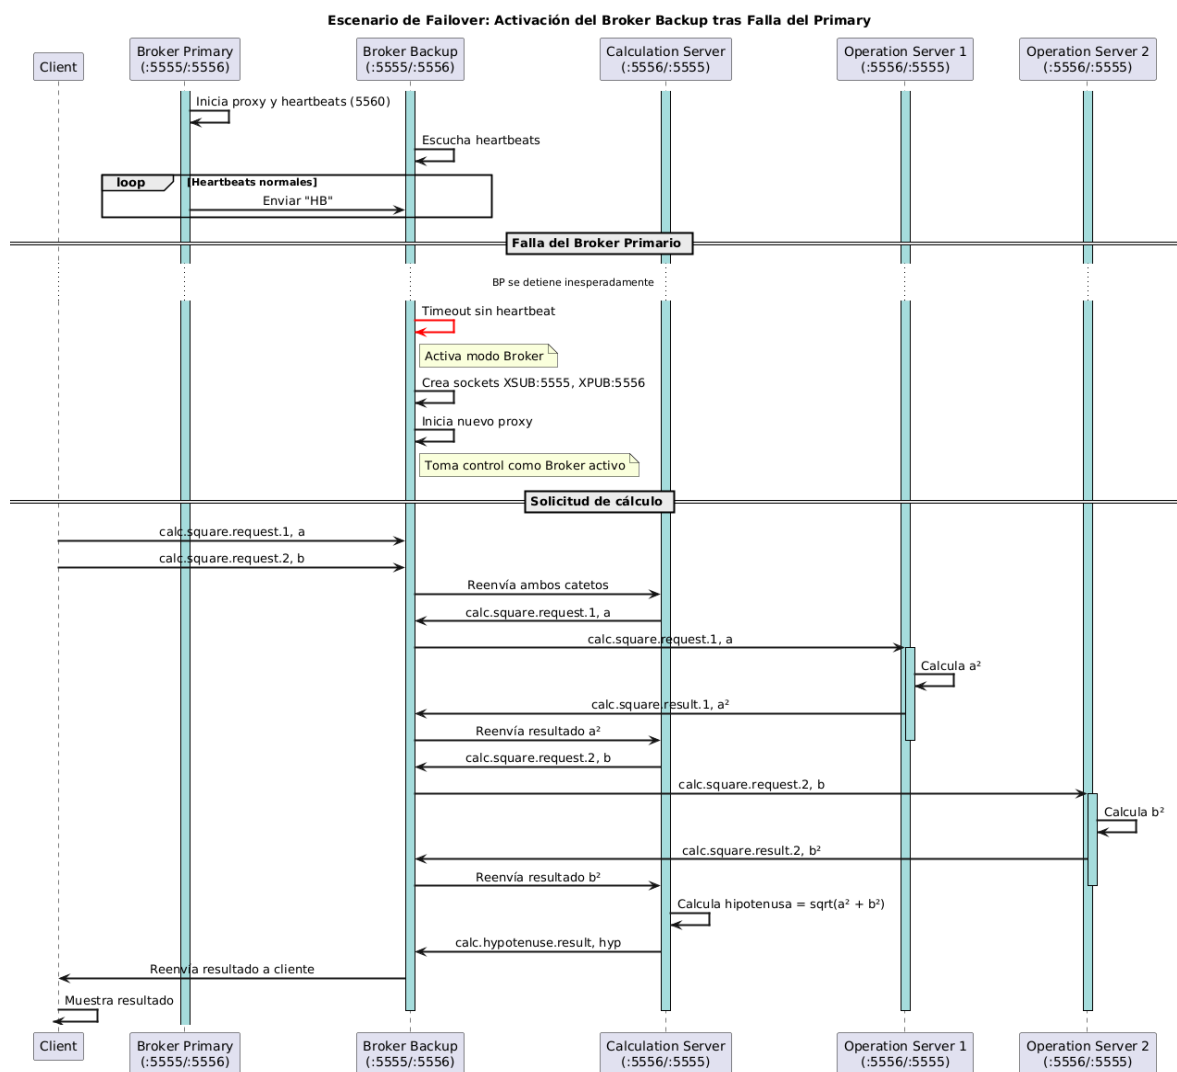 Escenario de Failover: Activación del Broker Backup tras Falla del Primary
Client
Broker Primary
(:5555/:5556)
Broker Backup
(:5555/:5556)
Calculation Server
(:5556/:5555)
Operation Server 1
(:5556/:5555)
Operation Server 2
(:5556/:5555)
Inicia proxy y heartbeats (5560)
Escucha heartbeats
loop
[Heartbeats normales]
Enviar "HB"
Falla del Broker Primario
BP se detiene inesperadamente
Timeout sin heartbeat
Activa modo Broker
Crea sockets XSUB:5555, XPUB:5556
Inicia nuevo proxy
Toma control como Broker activo
Solicitud de cálculo
calc.square.request.1, a
calc.square.request.2, b
Reenvía ambos catetos
calc.square.request.1, a
calc.square.request.1, a
Calcula a²
calc.square.result.1, a²
Reenvía resultado a²
calc.square.request.2, b
calc.square.request.2, b
Calcula b²
calc.square.result.2, b²
Reenvía resultado b²
Calcula hipotenusa = sqrt(a² + b²)
calc.hypotenuse.result, hyp
Reenvía resultado a cliente
Muestra resultado
Client
Broker Primary
(:5555/:5556)
Broker Backup
(:5555/:5556)
Calculation Server
(:5556/:5555)
Operation Server 1
(:5556/:5555)
Operation Server 2
(:5556/:5555)